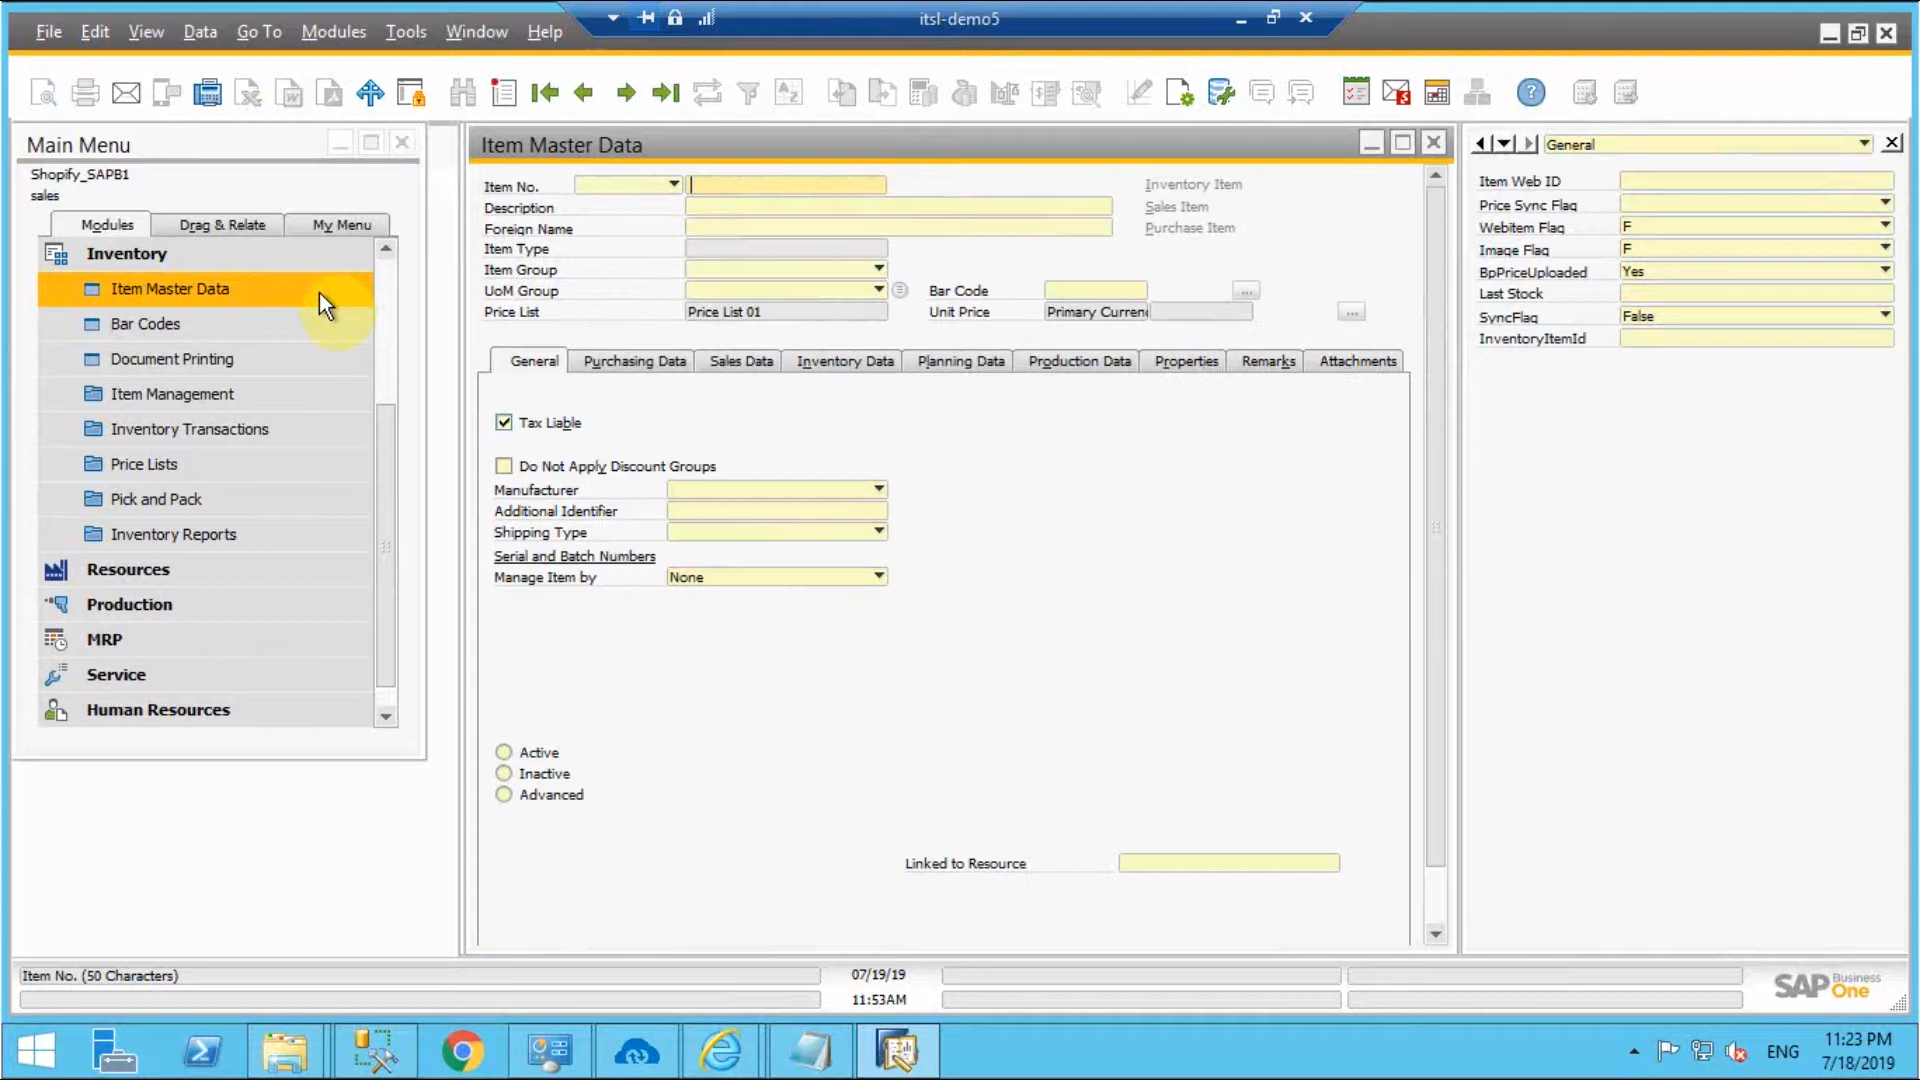 itsl-demo5
File Edit View Data Go To Modules Tools Window Help
Main Menu
Shopify_SAPB1
sales
Modules Drag & Relate My Menu
Inventory
Item Master Data
Bar Codes
Document Printing
Item Management
Inventory Transactions
Price Lists
Pick and Pack
Inventory Reports
Resources
Production
MRP
Service
Human Resources
Item Master Data
Item No. Inventory Item
Description Sales Item
Foreign Name Purchase Item
Item Type
Item Group
UoM Group Bar Code ...
Price List Price List 01 Unit Price Primary Currenc ...
General Purchasing Data Sales Data Inventory Data Planning Data Production Data Properties Remarks Attachments
Tax Liable
Do Not Apply Discount Groups
Manufacturer
Additional Identifier
Shipping Type
Serial and Batch Numbers
Manage Item by None
Active
Inactive
Advanced
Linked to Resource
General
Item Web ID
Price Sync Flag
Webitem Flag F
Image Flag F
BpPriceUploaded Yes
Last Stock
SyncFlag False
InventoryItemId
Item No. (50 Characters) 07/19/19
11:53AM
SAP Business One
ENG
11:23 PM
7/18/2019